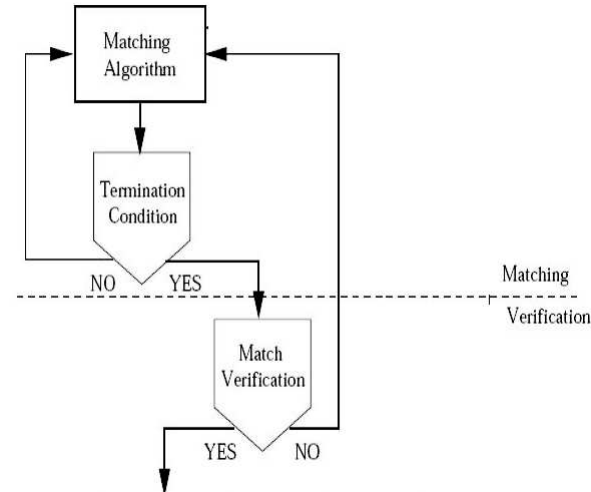 Matching
Algorithm
Termination
Condition
NO
YES
Matching
Verification
Match
Verification
YES
NO